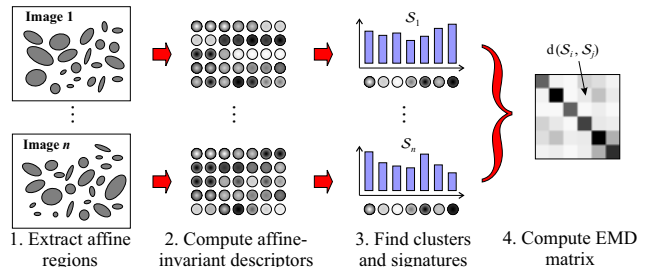 Image 1
S1
d(Si, Sj)
Image n
Sn
1. Extract affine
regions
2. Compute affine-
invariant descriptors
3. Find clusters
and signatures
4. Compute EMD
matrix